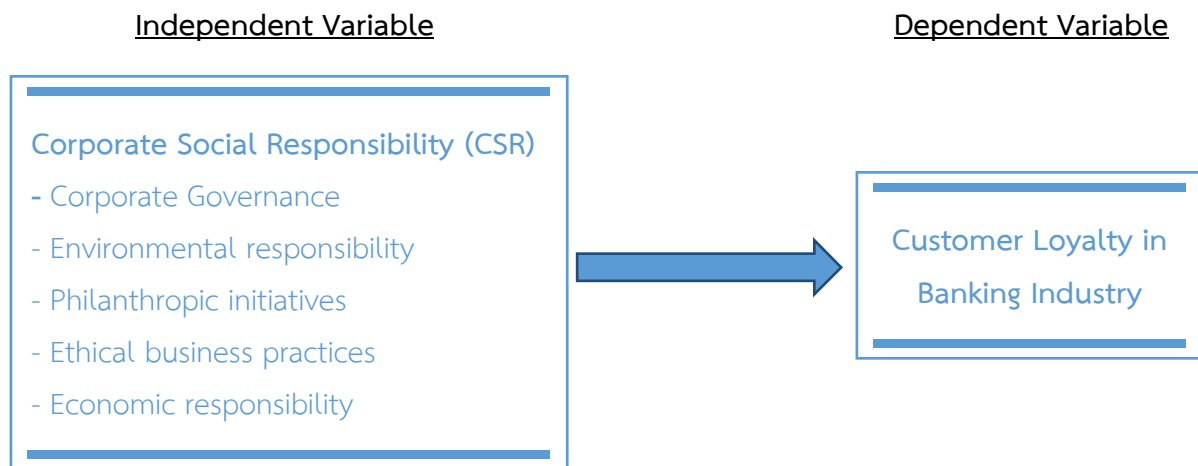 Independent Variable
Dependent Variable
Corporate Social Responsibility (CSR)
- Corporate Governance
- Environmental responsibility
- Philanthropic initiatives
- Ethical business practices
- Economic responsibility
Customer Loyalty in
Banking Industry